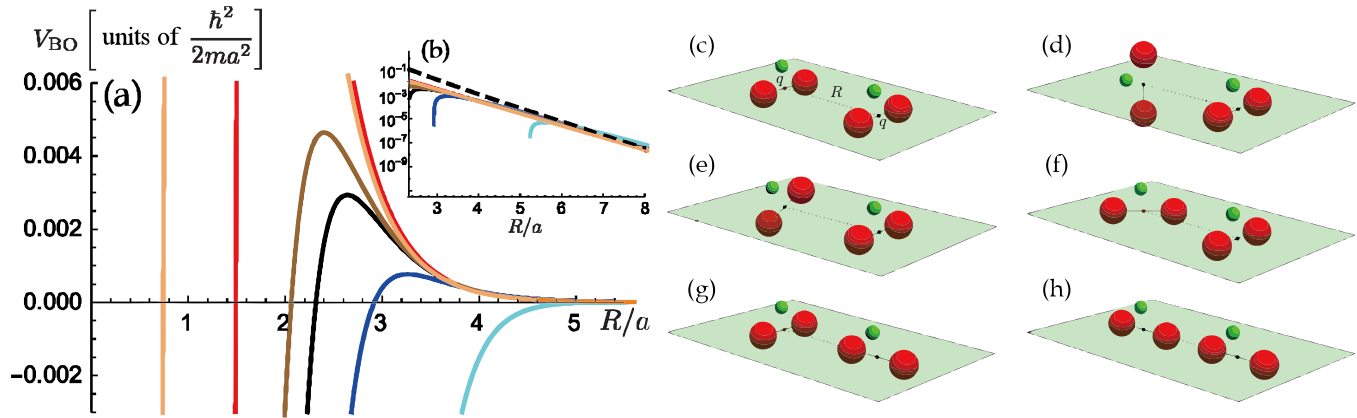 V_BO [ units of ℏ² / 2ma² ]
0.006
(a)
0.004
0.002
0.000
−0.002
1
2
3
4
5
R/a
(b)
10⁻¹
10⁻³
10⁻⁵
10⁻⁷
10⁻⁹
3
4
5
6
7
8
R/a
(c)
q
R
q
(d)
(e)
(f)
(g)
(h)